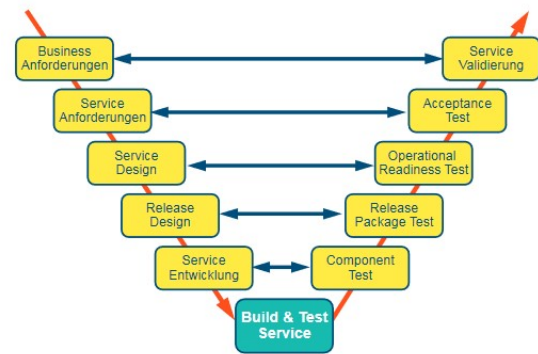 Business
Anforderungen
Service
Validierung
Service
Anforderungen
Acceptance
Test
Service
Design
Operational
Readiness Test
Release
Design
Release
Package Test
Service
Entwicklung
Component
Test
Build & Test
Service